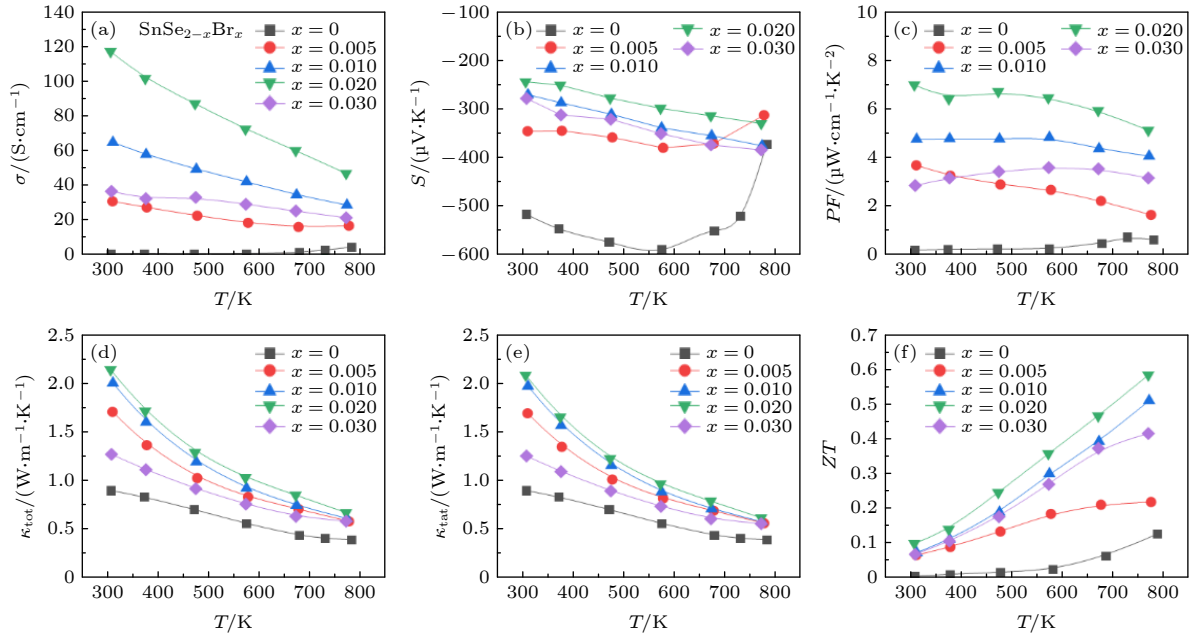 (a) SnSe₂₋ₓBrₓ
x = 0
x = 0.005
x = 0.010
x = 0.020
x = 0.030
140
120
100
80
60
40
20
0
300 400 500 600 700 800
σ/(S·cm⁻¹)
T/K
(b)
x = 0
x = 0.005
x = 0.010
x = 0.020
x = 0.030
−100
−200
−300
−400
−500
−600
300 400 500 600 700 800
S/(μV·K⁻¹)
T/K
(c)
x = 0
x = 0.005
x = 0.010
x = 0.020
x = 0.030
10
8
6
4
2
0
300 400 500 600 700 800
PF/(μW·cm⁻¹·K⁻²)
T/K
(d)
x = 0
x = 0.005
x = 0.010
x = 0.020
x = 0.030
2.5
2.0
1.5
1.0
0.5
0
300 400 500 600 700 800
κtot/(W·m⁻¹·K⁻¹)
T/K
(e)
x = 0
x = 0.005
x = 0.010
x = 0.020
x = 0.030
2.5
2.0
1.5
1.0
0.5
0
300 400 500 600 700 800
κtat/(W·m⁻¹·K⁻¹)
T/K
(f)
x = 0
x = 0.005
x = 0.010
x = 0.020
x = 0.030
0.7
0.6
0.5
0.4
0.3
0.2
0.1
0
300 400 500 600 700 800
ZT
T/K